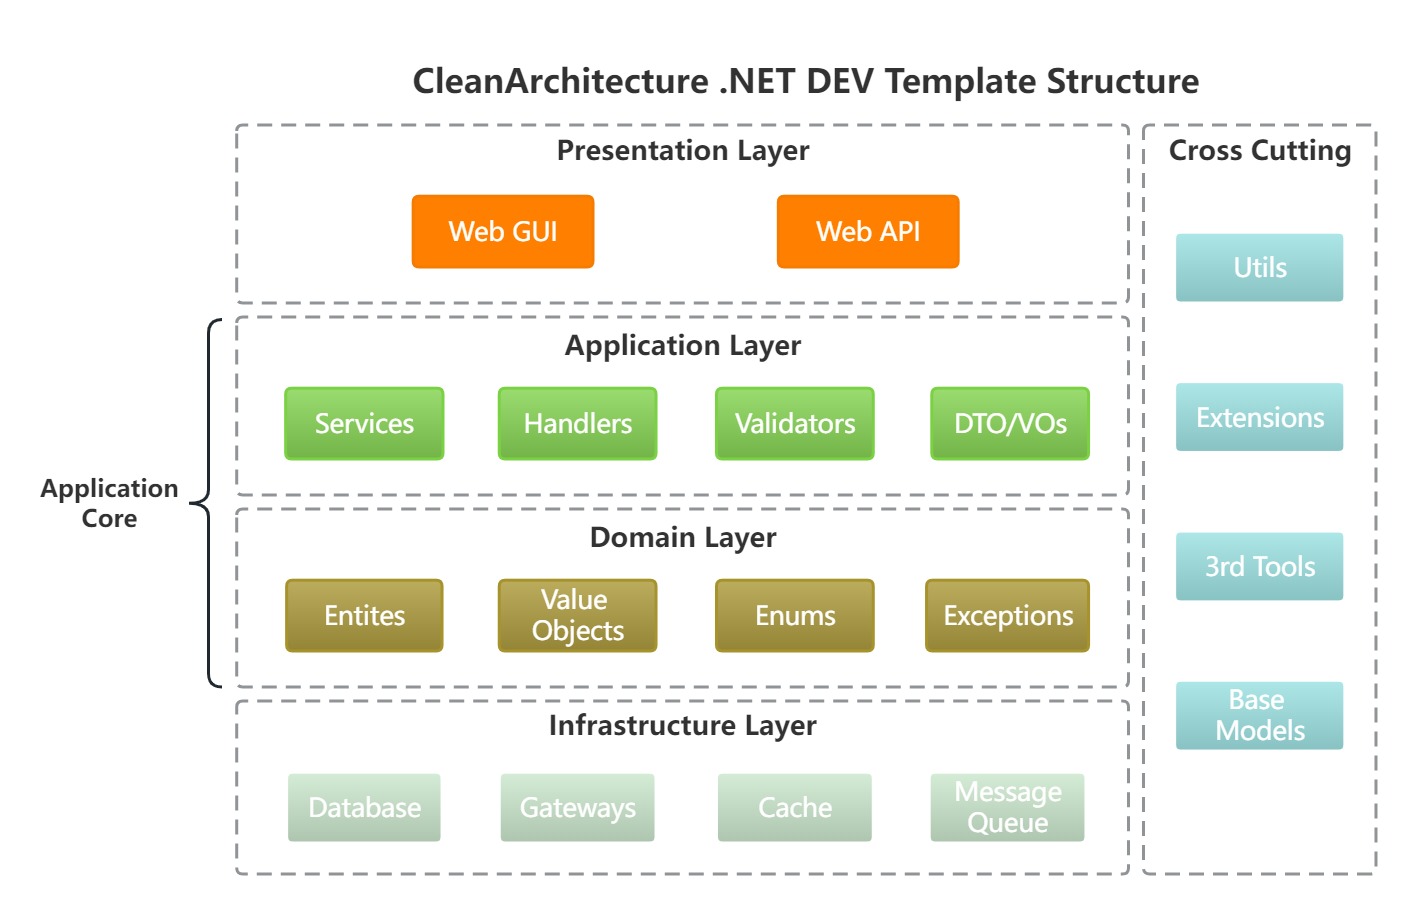 CleanArchitecture .NET DEV Template Structure
Presentation Layer
Web GUI
Web API
Application Layer
Services
Handlers
Validators
DTO/VOs
Application
Core
Domain Layer
Entites
Value
Objects
Enums
Exceptions
Infrastructure Layer
Database
Gateways
Cache
Message
Queue
Cross Cutting
Utils
Extensions
3rd Tools
Base
Models